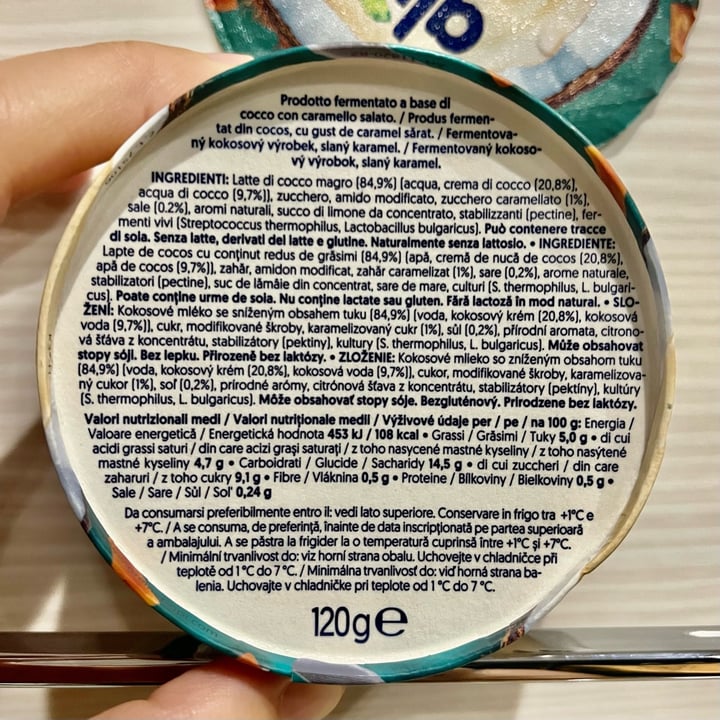 %
Prodotto fermentato a base di
cocco con caramello salato. / Produs fermen-
tat din cocos, cu gust de caramel sărat. / Fermentova-
ný kokosový výrobek, slaný karamel. / Fermentovaný kokoso-
vý výrobok, slaný karamel.
INGREDIENTI: Latte di cocco magro (84,9%) (acqua, crema di cocco (20,8%),
acqua di cocco (9,7%)), zucchero, amido modificato, zucchero caramellato (1%),
sale (0.2%), aromi naturali, succo di limone da concentrato, stabilizzanti (pectine), fer-
menti vivi (Streptococcus thermophilus, Lactobacillus bulgaricus). Può contenere tracce
di soia. Senza latte, derivati del latte e glutine. Naturalmente senza lattosio. • INGREDIENTE:
Lapte de cocos cu conținut redus de grăsimi (84,9%) (apă, cremă de nucă de cocos (20,8%),
apă de cocos (9,7%)), zahăr, amidon modificat, zahăr caramelizat (1%), sare (0,2%), arome naturale,
stabilizatori (pectine), suc de lămâie din concentrat, sare de mare, culturi (S. thermophilus, L. bulgari-
cus). Poate conține urme de soia. Nu conține lactate sau gluten. Fără lactoză în mod natural. • SLO-
ŽENÍ: Kokosové mléko se sníženým obsahem tuku (84,9%) (voda, kokosový krém (20,8%), kokosová
voda (9,7%)), cukr, modifikované škroby, karamelizovaný cukr (1%), sůl (0,2%), přírodní aromata, citrono-
vá šťáva z koncentrátu, stabilizátory (pektiny), kultury (S. thermophilus, L. bulgaricus). Může obsahovat
stopy sóji. Bez lepku. Přirozeně bez laktózy. • ZLOŽENIE: Kokosové mlieko so zníženým obsahom tuku
(84,9%) (voda, kokosový krém (20,8%), kokosová voda (9,7%)), cukor, modifikované škroby, karamelizova-
ný cukor (1%), soľ (0,2%), prírodné arómy, citrónová šťava z koncentrátu, stabilizátory (pektíny), kultúry
(S. thermophilus, L. bulgaricus). Môže obsahovať stopy sóje. Bezgluténový. Prirodzene bez laktózy.
Valori nutrizionali medi / Valori nutriționale medii / Výživové údaje per / pe / na 100 g: Energia /
Valoare energetică / Energetická hodnota 453 kJ / 108 kcal • Grassi / Grăsimi / Tuky 5,0 g • di cui
acidi grassi saturi / din care acizi grași saturați / z toho nasycené mastné kyseliny / z toho nasýtené
mastné kyseliny 4,7 g • Carboidrati / Glucide / Sacharidy 14,5 g • di cui zuccheri / din care
zaharuri / z toho cukry 9,1 g • Fibre / Vláknina 0,5 g • Proteine / Bílkoviny / Bielkoviny 0,5 g •
Sale / Sare / Sůl / Soľ 0,24 g
Da consumarsi preferibilmente entro il: vedi lato superiore. Conservare in frigo tra +1°C e
+7°C. / A se consuma, de preferință, înainte de data inscripționată pe partea superioară
a ambalajului. A se păstra la frigider la o temperatură cuprinsă între +1°C și +7°C.
/ Minimální trvanlivost do: viz horní strana obalu. Uchovejte v chladničce při
teplotě od 1 °C do 7 °C. / Minimálna trvanlivosť do: viď horná strana ba-
lenia. Uchovajte v chladničke pri teplote od 1 °C do 7 °C.
120g e